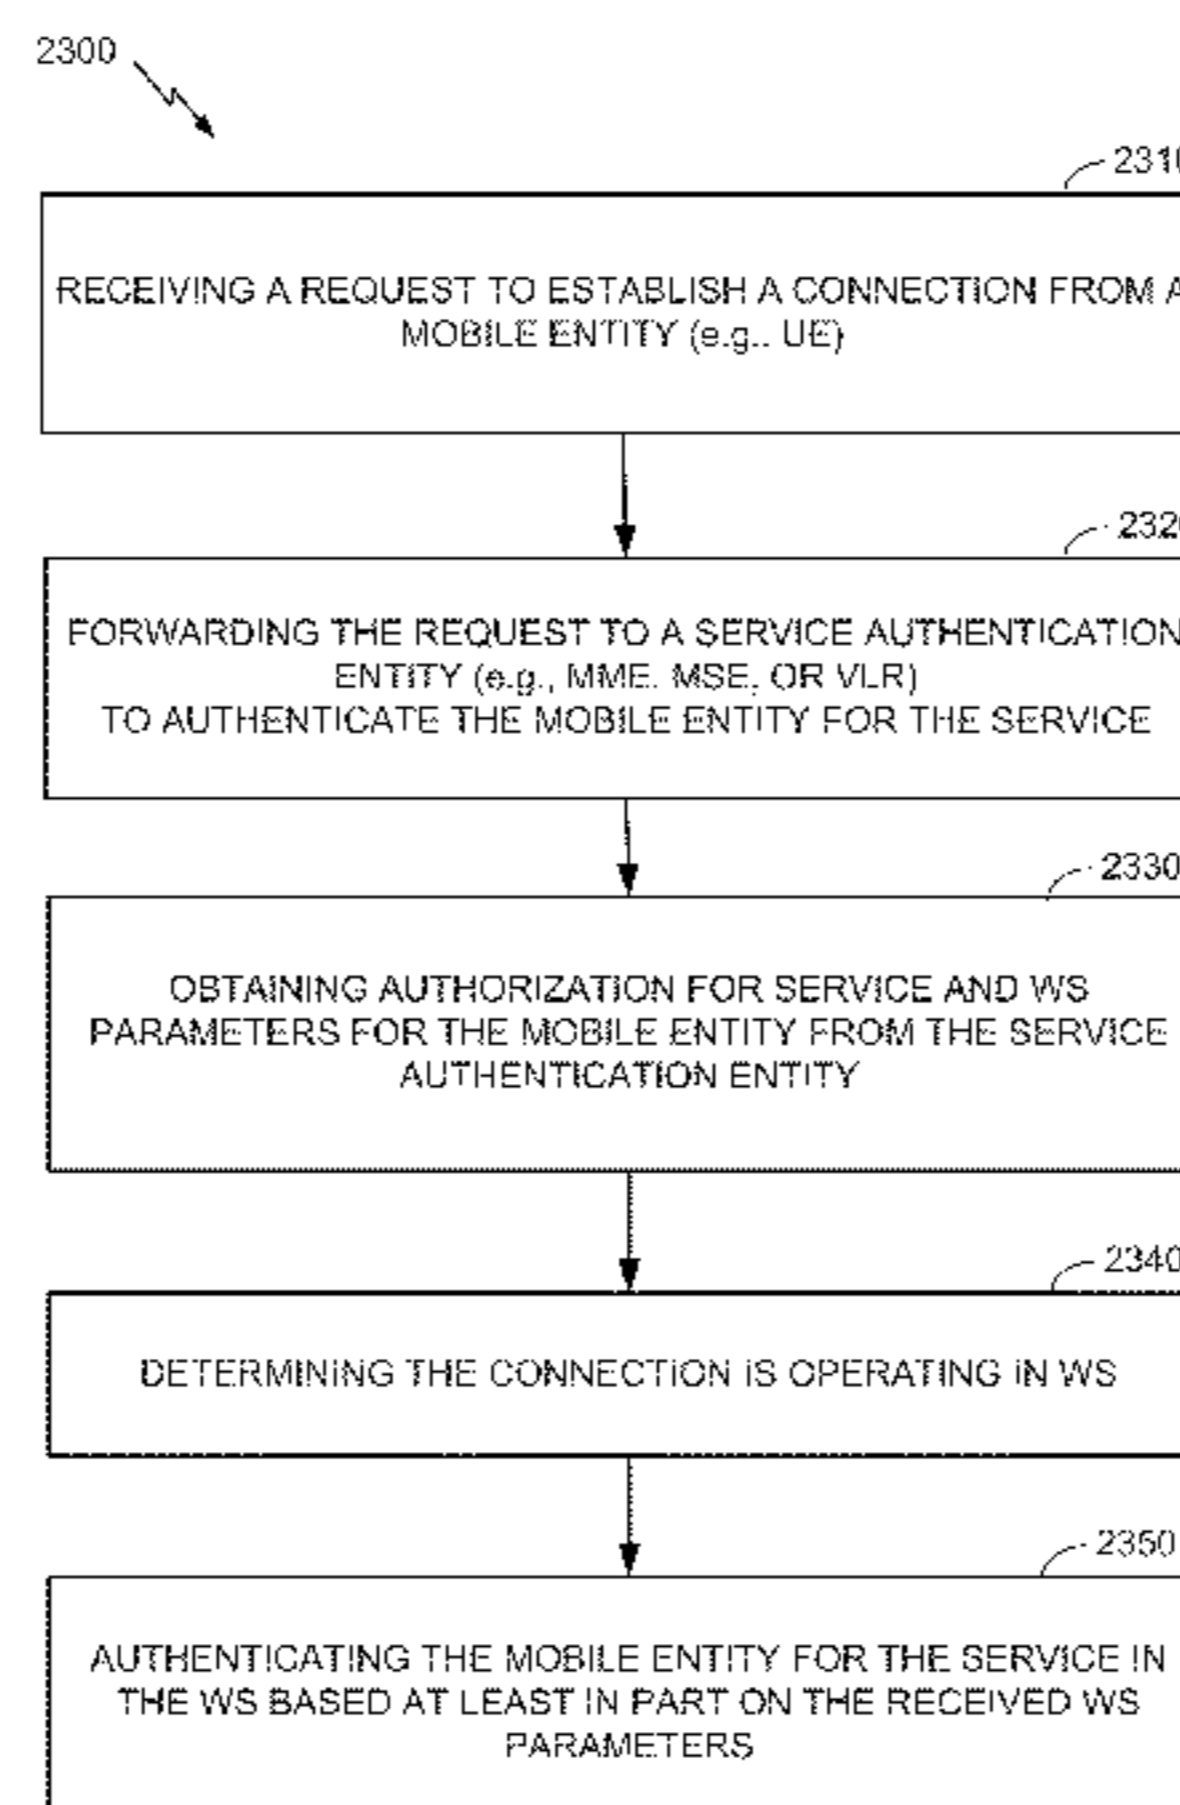 2300
2310
RECEIVING A REQUEST TO ESTABLISH A CONNECTION FROM A
MOBILE ENTITY (e.g., UE)
2320
FORWARDING THE REQUEST TO A SERVICE AUTHENTICATION
ENTITY (e.g., MME, MSE, OR VLR)
TO AUTHENTICATE THE MOBILE ENTITY FOR THE SERVICE
2330
OBTAINING AUTHORIZATION FOR SERVICE AND WS
PARAMETERS FOR THE MOBILE ENTITY FROM THE SERVICE
AUTHENTICATION ENTITY
2340
DETERMINING THE CONNECTION IS OPERATING IN WS
2350
AUTHENTICATING THE MOBILE ENTITY FOR THE SERVICE IN
THE WS BASED AT LEAST IN PART ON THE RECEIVED WS
PARAMETERS